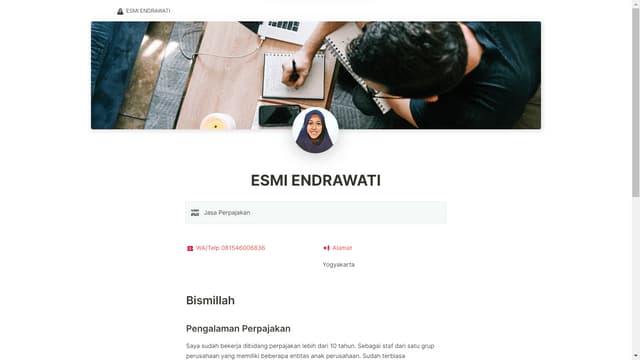 ESMI ENDRAWATI
ESMI ENDRAWATI
Jasa Perpajakan
WA/Telp 081546006836
Alamat
Yogyakarta
Bismillah
Pengalaman Perpajakan
Saya sudah bekerja dibidang perpajakan lebih dari 10 tahun. Sebagai staf dari satu grup
perusahaan yang memiliki beberapa entitas anak perusahaan. Sudah terbiasa